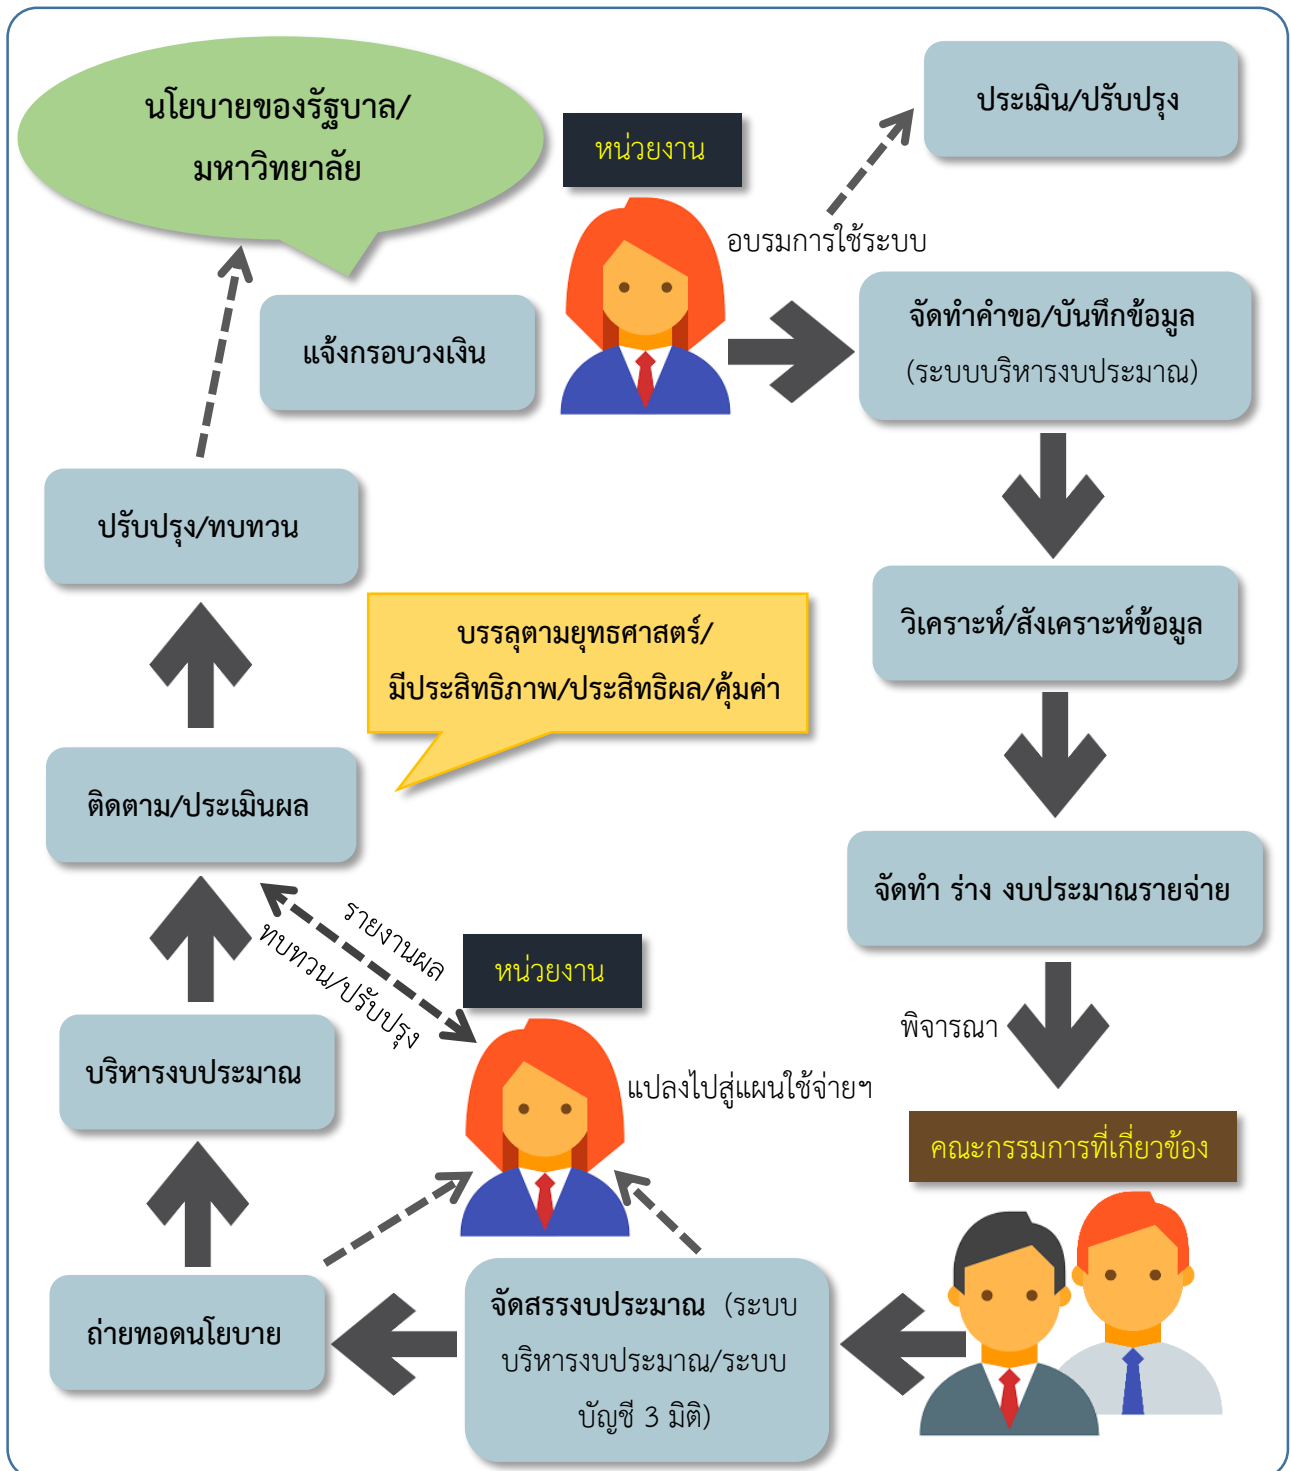 นโยบายของรัฐบาล/
มหาวิทยาลัย
หน่วยงาน
ประเมิน/ปรับปรุง
อบรมการใช้ระบบ
แจ้งกรอบวงเงิน
จัดทำคำขอ/บันทึกข้อมูล
(ระบบบริหารงบประมาณ)
ปรับปรุง/ทบทวน
วิเคราะห์/สังเคราะห์ข้อมูล
บรรลุตามยุทธศาสตร์/
มีประสิทธิภาพ/ประสิทธิผล/คุ้มค่า
ติดตาม/ประเมินผล
จัดทำ ร่าง งบประมาณรายจ่าย
รายงานผล
ทบทวน/ปรับปรุง
หน่วยงาน
พิจารณา
บริหารงบประมาณ
แปลงไปสู่แผนใช้จ่ายฯ
คณะกรรมการที่เกี่ยวข้อง
ถ่ายทอดนโยบาย
จัดสรรงบประมาณ (ระบบ
บริหารงบประมาณ/ระบบ
บัญชี 3 มิติ)